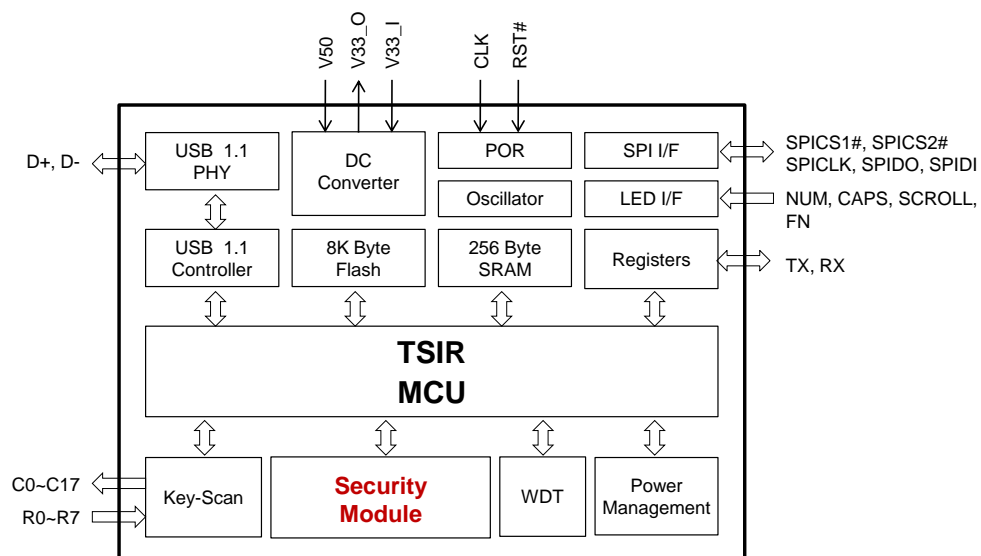 V50
V33_O
V33_I
CLK
RST#
D+, D-
USB 1.1
PHY
DC
Converter
POR
SPI I/F
SPICS1#, SPICS2#
SPICLK, SPIDO, SPIDI
Oscillator
LED I/F
NUM, CAPS, SCROLL,
FN
USB 1.1
Controller
8K Byte
Flash
256 Byte
SRAM
Registers
TX, RX
TSIR
MCU
C0~C17
R0~R7
Key-Scan
Security
Module
WDT
Power
Management